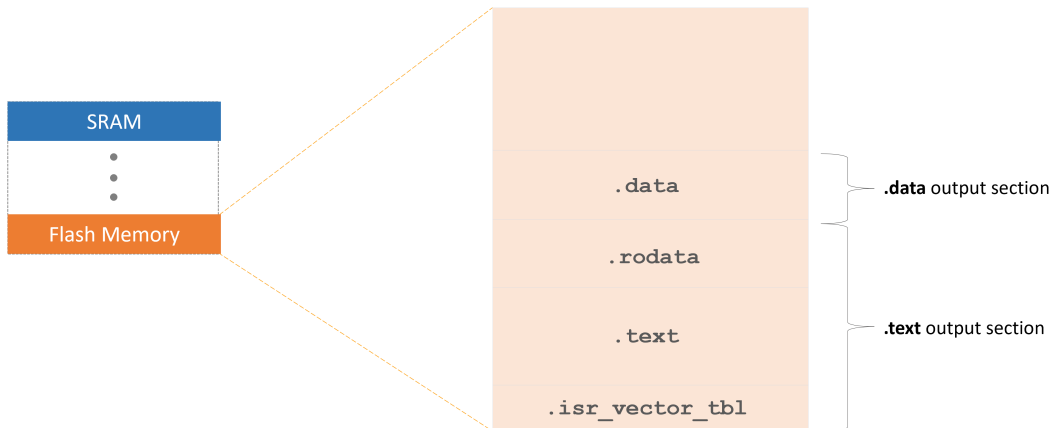 SRAM
Flash Memory
.data
.rodata
.text
.isr_vector_tbl
.data output section
.text output section